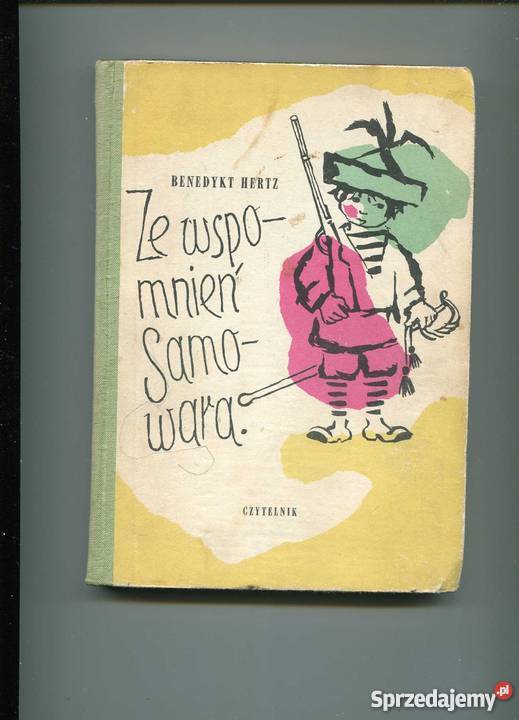 BENEDYKT HERTZ
Ze wspo-
mnień
Samo-
wara.
CZYTELNIK
Sprzedajemy.pl